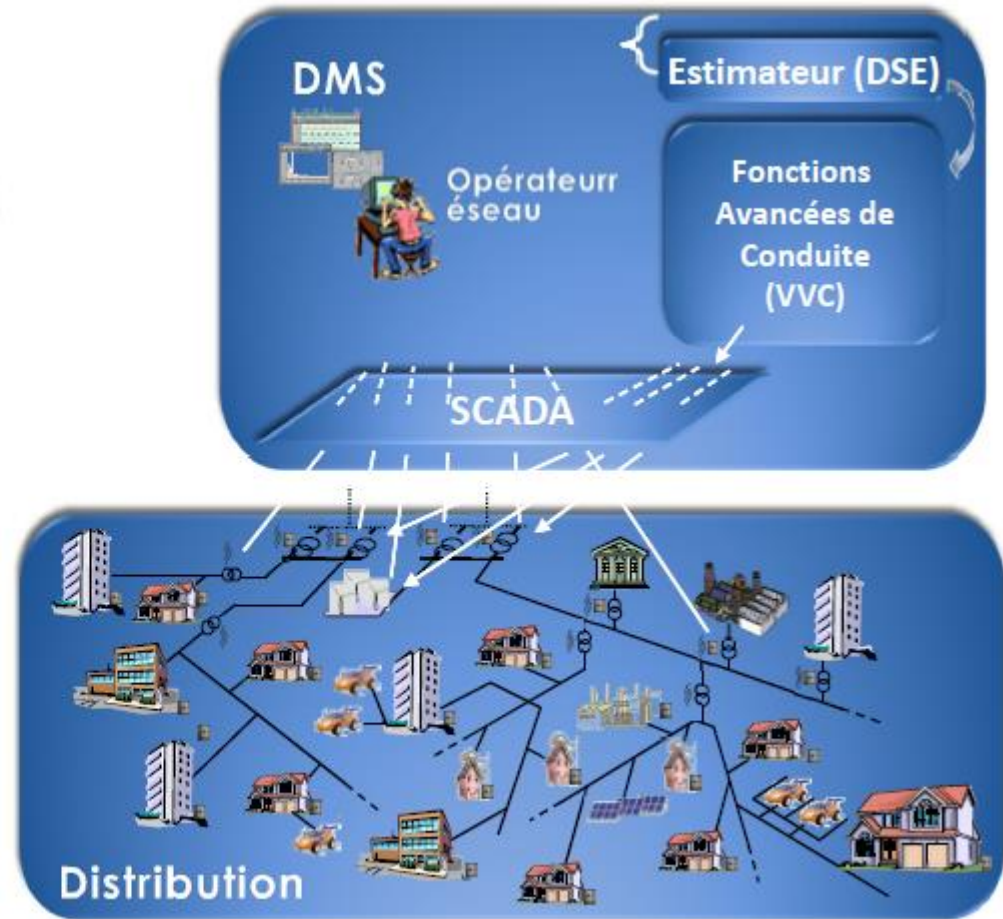 DMS
Opérateurr
éseau
Estimateur (DSE)
Fonctions
Avancées de
Conduite
(VVC)
SCADA
Distribution